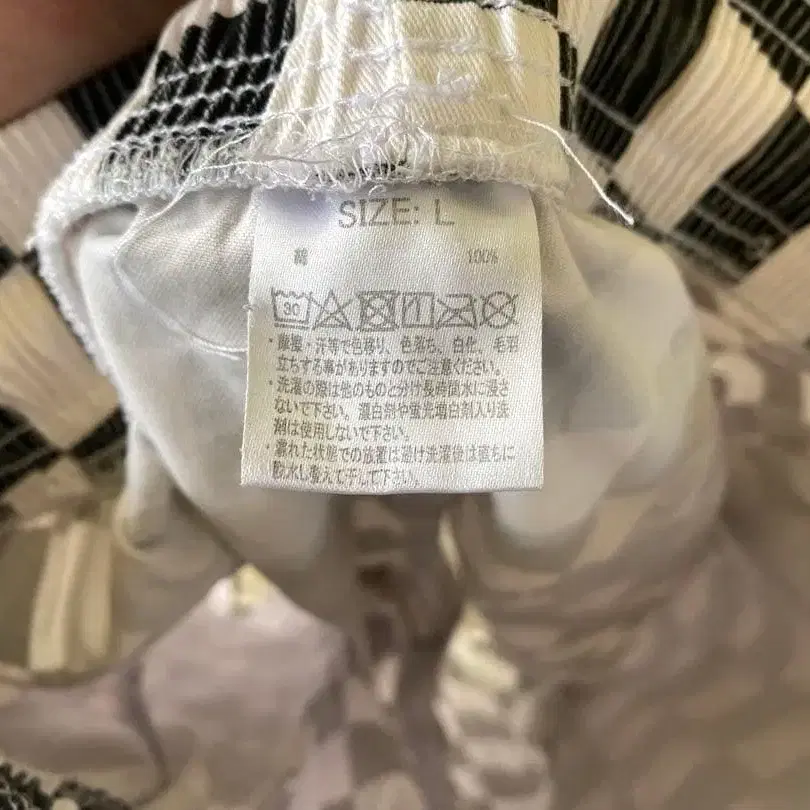 SIZE: L
綿 100%
30
・酸壁・汗等で色移り、色落ち、白化、毛羽
立ちする事がありますのでご注意ください。
・洗濯の際は他のものと分け長時間水に浸さ
ないで下さい。漂白剤や蛍光増白剤入り洗
剤は使用しないで下さい。
・濡れた状態での放置は避け洗濯後は直ちに
脱水し整えて干して下さい。